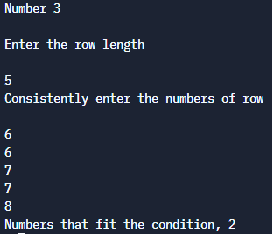 Number 3
Enter the row length
5
Consistently enter the numbers of row
6
6
7
7
8
Numbers that fit the condition, 2